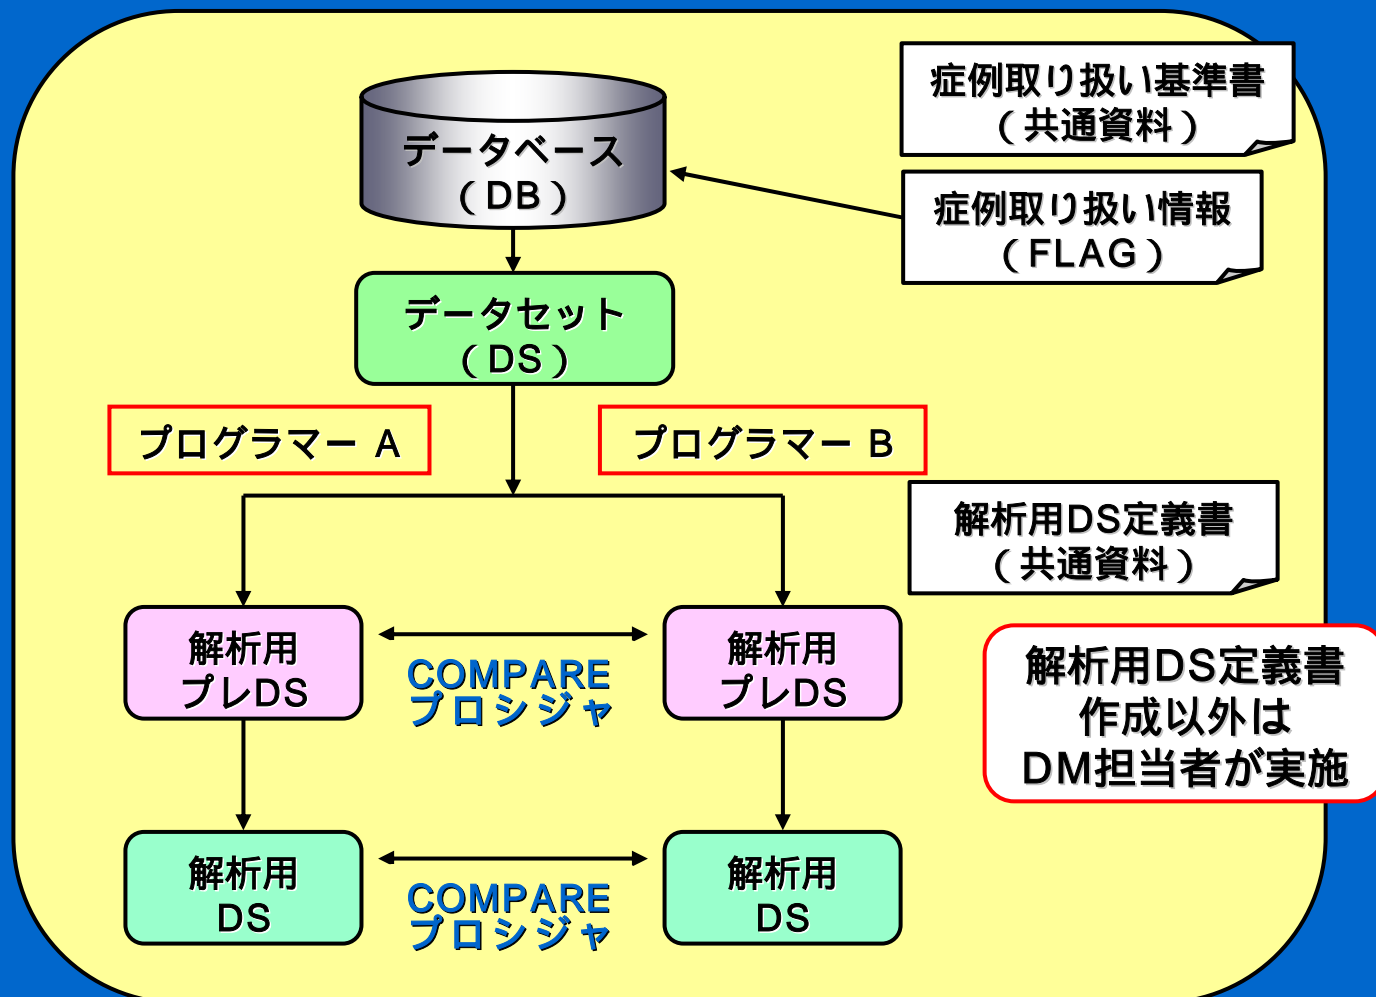 症例取り扱い基準書
（共通資料）
データベース
（DB）
症例取り扱い情報
（FLAG）
データセット
（DS）
プログラマー A
プログラマー B
解析用DS定義書
（共通資料）
解析用
プレDS
COMPARE
プロシジャ
解析用
プレDS
解析用DS定義書
作成以外は
DM担当者が実施
解析用
DS
COMPARE
プロシジャ
解析用
DS